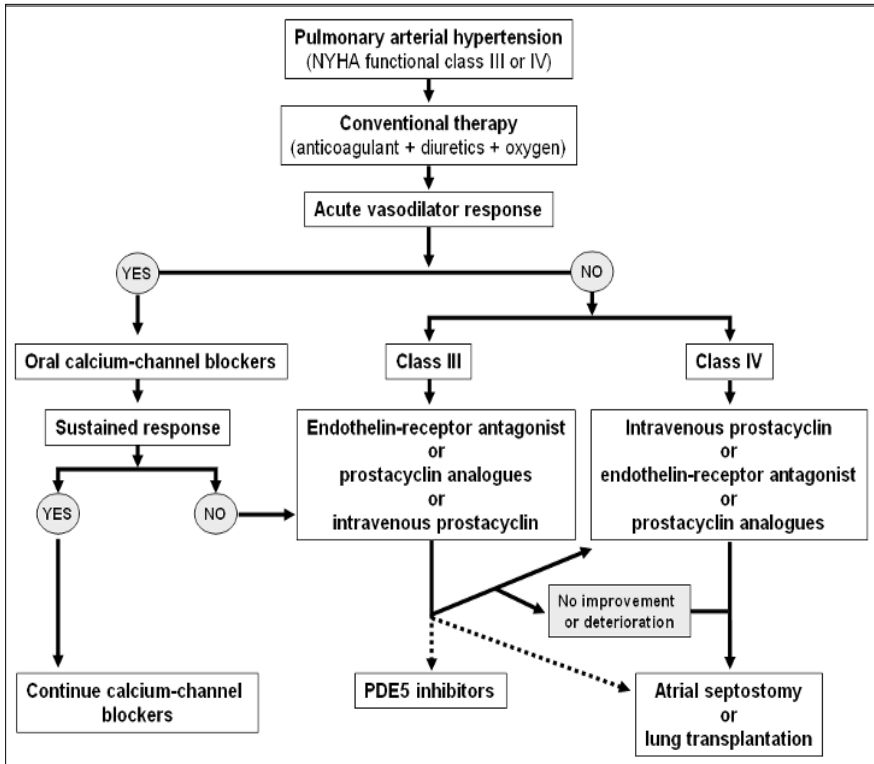 Pulmonary arterial hypertension
(NYHA functional class III or IV)
Conventional therapy
(anticoagulant + diuretics + oxygen)
Acute vasodilator response
YES
NO
Oral calcium-channel blockers
Class III
Class IV
Sustained response
Endothelin-receptor antagonist
or
prostacyclin analogues
or
intravenous prostacyclin
Intravenous prostacyclin
or
endothelin-receptor antagonist
or
prostacyclin analogues
YES
NO
No improvement
or deterioration
Continue calcium-channel
blockers
PDE5 inhibitors
Atrial septostomy
or
lung transplantation